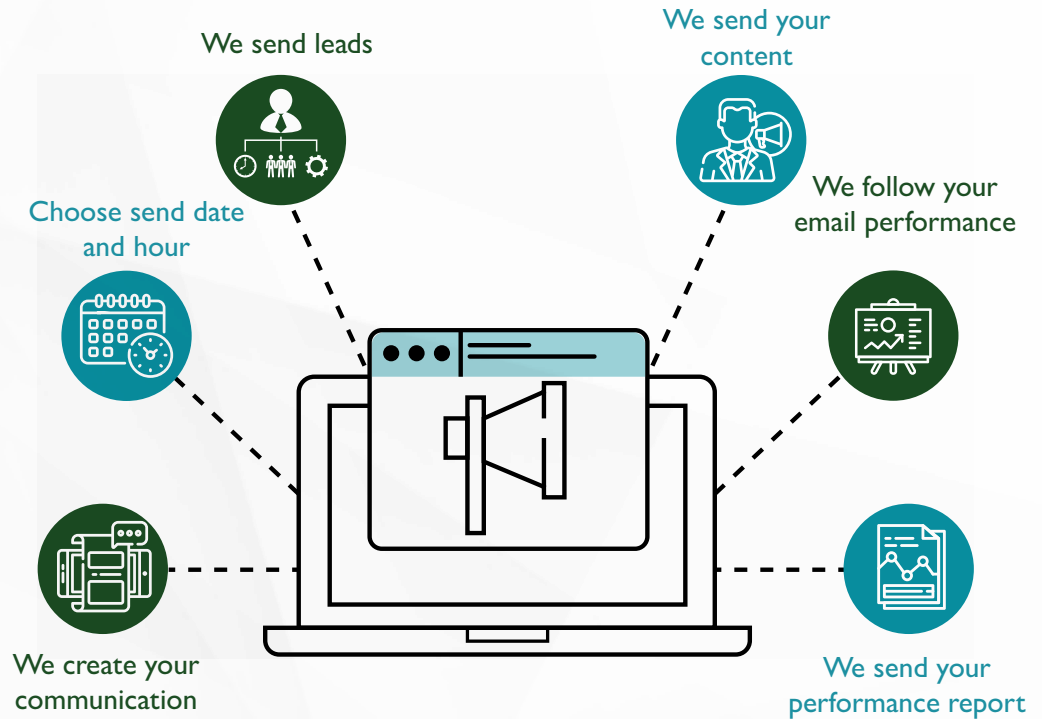 We send leads
We send your
content
Choose send date
and hour
We follow your
email performance
We create your
communication
We send your
performance report